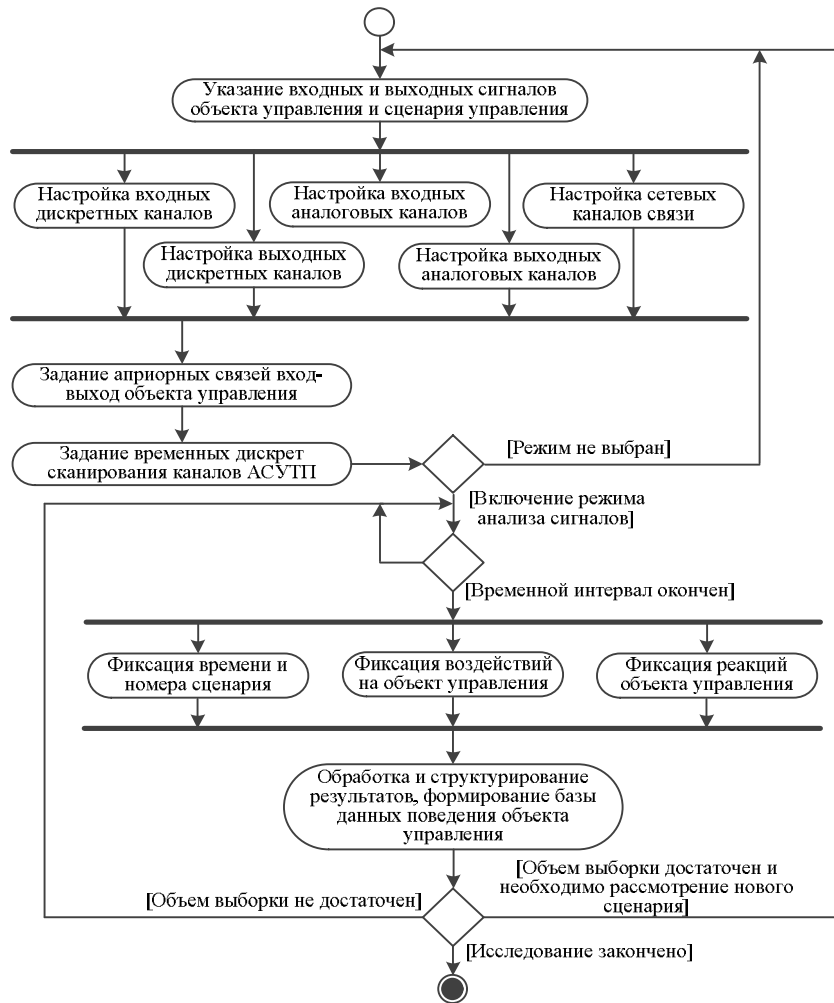 Указание входных и выходных сигналов
объекта управления и сценария управления
Настройка входных
дискретных каналов
Настройка входных
аналоговых каналов
Настройка сетевых
каналов связи
Настройка выходных
дискретных каналов
Настройка выходных
аналоговых каналов
Задание априорных связей вход-
выход объекта управления
Задание временных дискрет
сканирования каналов АСУТП
[Режим не выбран]
[Включение режима
анализа сигналов]
[Временной интервал окончен]
Фиксация времени и
номера сценария
Фиксация воздействий
на объект управления
Фиксация реакций
объекта управления
Обработка и структурирование
результатов, формирование базы
данных поведения объекта
управления
[Объем выборки не достаточен]
[Объем выборки достаточен и
необходимо рассмотрение нового
сценария]
[Исследование закончено]